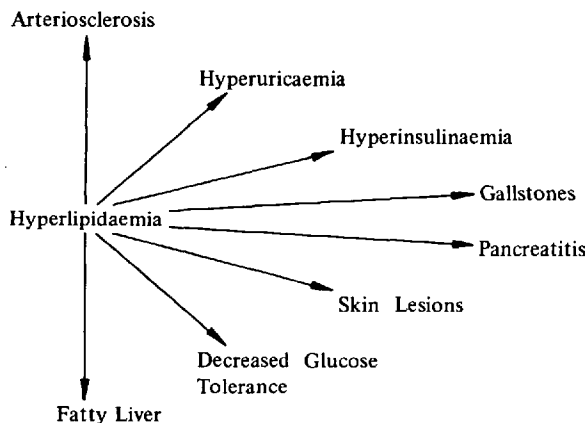 Arteriosclerosis
Hyperuricaemia
Hyperinsulinaemia
Gallstones
Hyperlipidaemia
Pancreatitis
Skin Lesions
Decreased Glucose
Tolerance
Fatty Liver